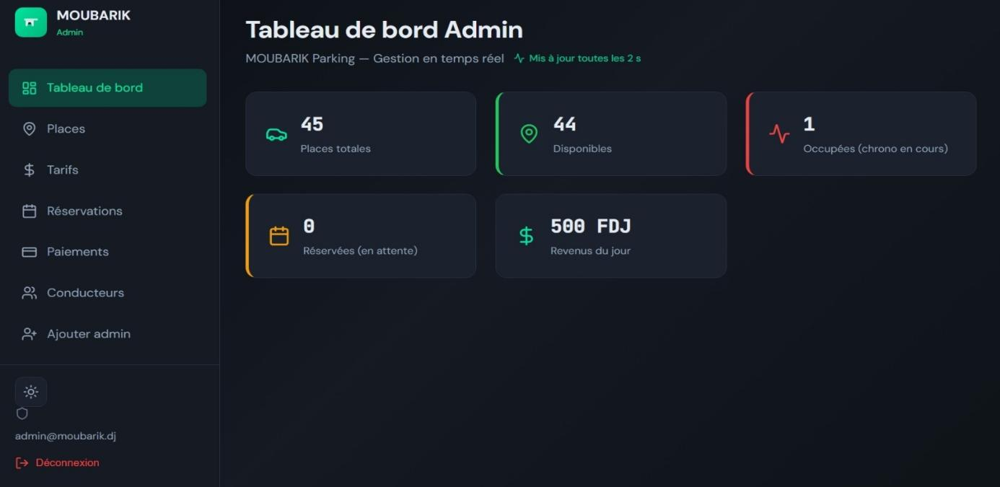 MOUBARIK
Admin
Tableau de bord
Places
Tarifs
Réservations
Paiements
Conducteurs
Ajouter admin
admin@moubarik.dj
Déconnexion
Tableau de bord Admin
MOUBARIK Parking — Gestion en temps réel Mis à jour toutes les 2 s
45
Places totales
44
Disponibles
1
Occupées (chrono en cours)
0
Réservées (en attente)
500 FDJ
Revenus du jour